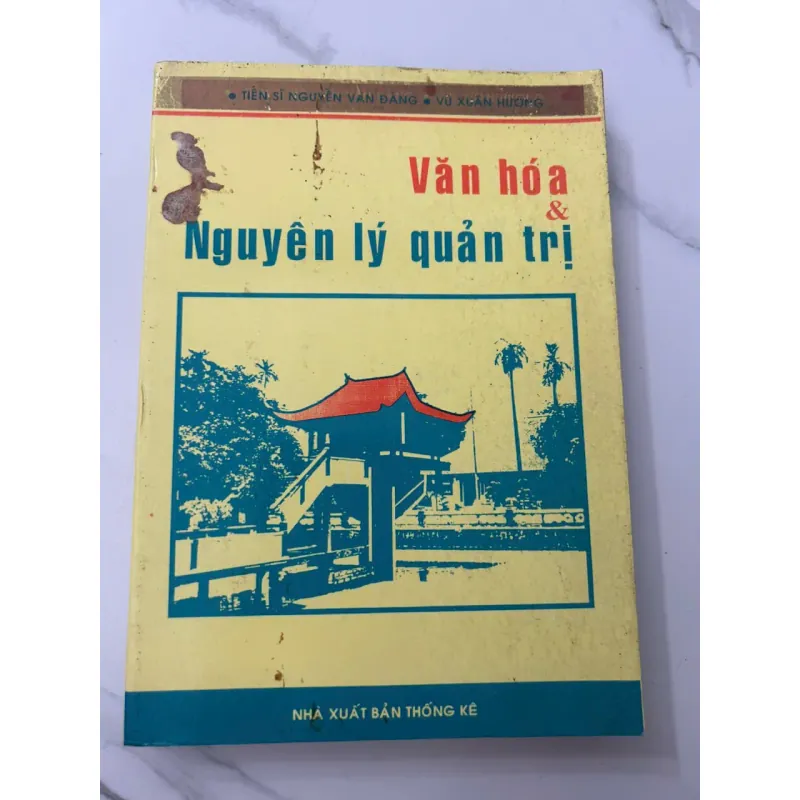 • TIẾN SĨ NGUYỄN VĂN ĐÁNG • VŨ XUÂN HƯƠNG
Văn hóa
&
Nguyên lý quản trị
NHÀ XUẤT BẢN THỐNG KÊ